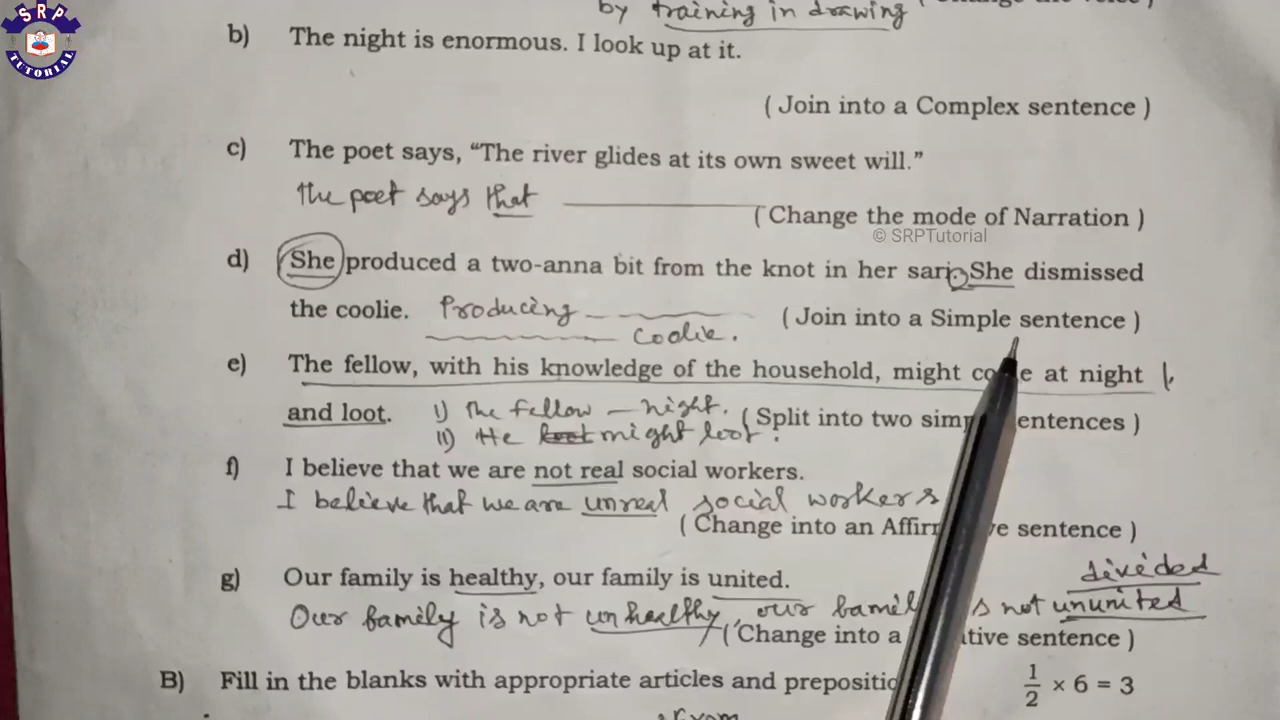 SRP
TUTORIAL
by training in drawing
b) The night is enormous. I look up at it.
( Join into a Complex sentence )
c) The poet says, “The river glides at its own sweet will.”
The poet says that
( Change the mode of Narration )
© SRPTutorial
d) She produced a two-anna bit from the knot in her sari. She dismissed
the coolie. Producing ( Join into a Simple sentence )
coolie.
e) The fellow, with his knowledge of the household, might come at night
and loot. i) The fellow – night. ( Split into two sentences )
ii) He might loot.
f) I believe that we are not real social workers.
I believe that we are unreal social workers
( Change into an sentence )
g) Our family is healthy, our family is united.
divided
Our family is not unhealthy, our is not ununited
( Change into a sentence )
B) Fill in the blanks with appropriate articles and 1/2 × 6 = 3